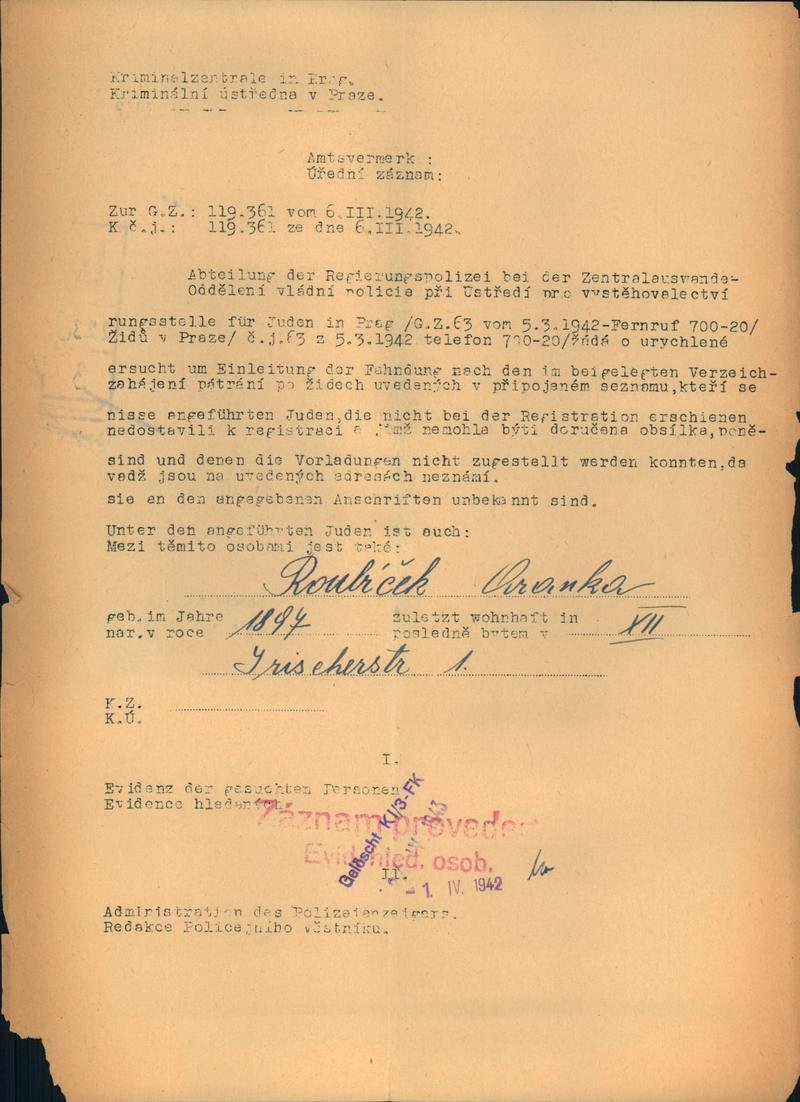 Kriminalzentrale in Prag.
Kriminální ústředna v Praze.
Amtsvermerk :
Úřední záznam:
Zur G.Z.: 119.361 vom 6.III.1942.
K č.j.: 119.361 ze dne 6.III.1942.
Abteilung der Regierungspolizei bei der Zentralauswande-
Oddělení vládní policie při Ústředí pro vystěhovalectví
rungsstelle für Juden in Prag /G.Z.63 vom 5.3.1942-Fernruf 700-20/
Židů v Praze/ č.j.63 z 5.3.1942 telefon 700-20/žádá o urychlené
ersucht um Einleitung der Fahndung nach den im beigelegten Verzeich-
zahájení pátrání po židech uvedených v připojeném seznamu,kteří se
nisse angeführten Juden,die nicht bei der Registration erschienen
nedostavili k registraci a jimž nemohla býti doručena obsílka,poně-
sind und denen die Vorladungen nicht zugestellt werden konnten,da
vadž jsou na uvedených adresách neznámí.
sie an den angegebenen Anschriften unbekannt sind.
Unter den angeführten Juden ist auch:
Mezi těmito osobami jest také:
Roubíček Aranka
geb.im Jahre 1897 zuletzt wohnhaft in XII
nar.v roce posledně bytem v
Irischerstr 1.
K.Z.
K.Ú.
I.
Evidenz der gesuchten Personen
Evidence hledaných.
Záznam proveden
Gelöscht K/3-FK
Evid. hled. osob.
II.
-1. IV. 1942
Administration des Polizeianzeigers.
Redakce Policejního věstníku.